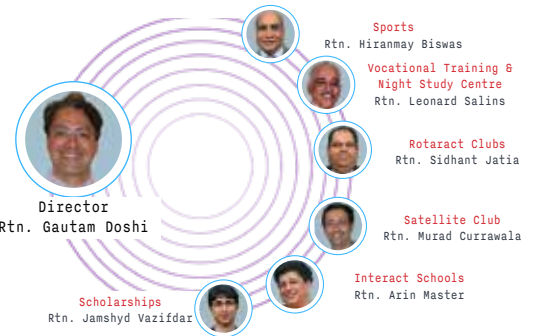 Sports
Rtn. Hiranmay Biswas
Vocational Training &
Night Study Centre
Rtn. Leonard Salins
Rotaract Clubs
Rtn. Sidhant Jatia
Director
Rtn. Gautam Doshi
Satellite Club
Rtn. Murad Currawala
Interact Schools
Rtn. Arin Master
Scholarships
Rtn. Jamshyd Vazifdar